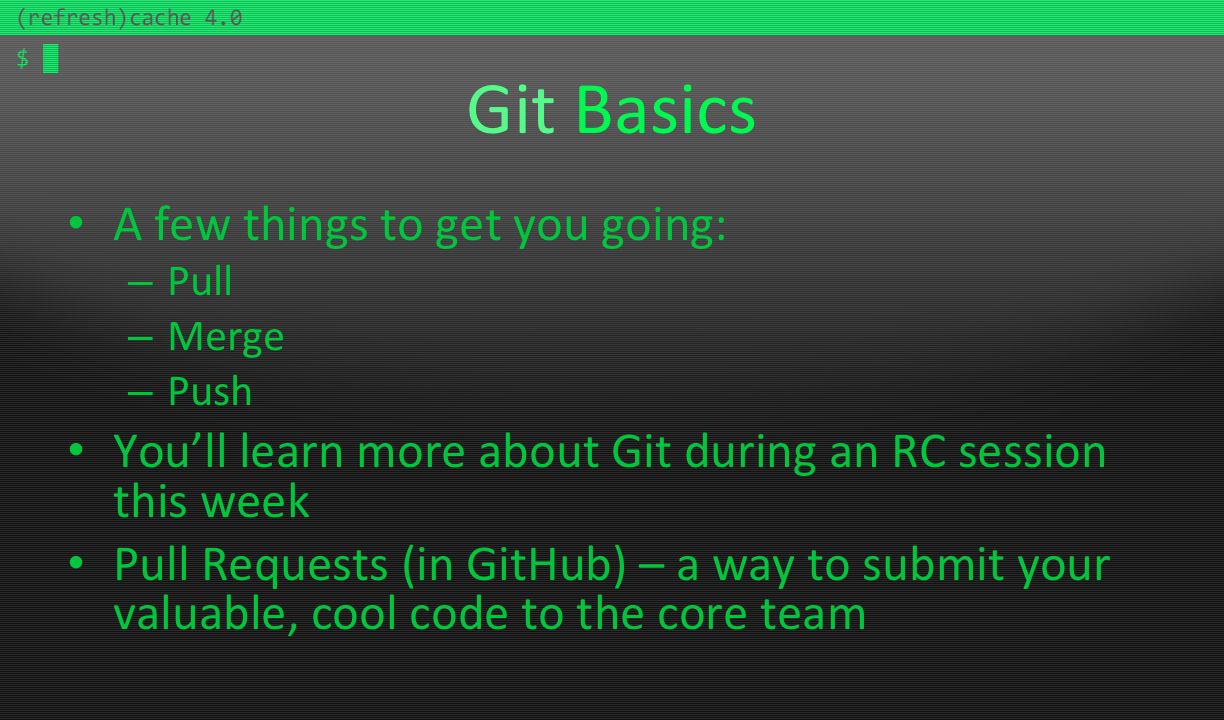 (refresh)cache 4.0
$
Git Basics
• A few things to get you going:
– Pull
– Merge
– Push
• You’ll learn more about Git during an RC session
this week
• Pull Requests (in GitHub) – a way to submit your
valuable, cool code to the core team